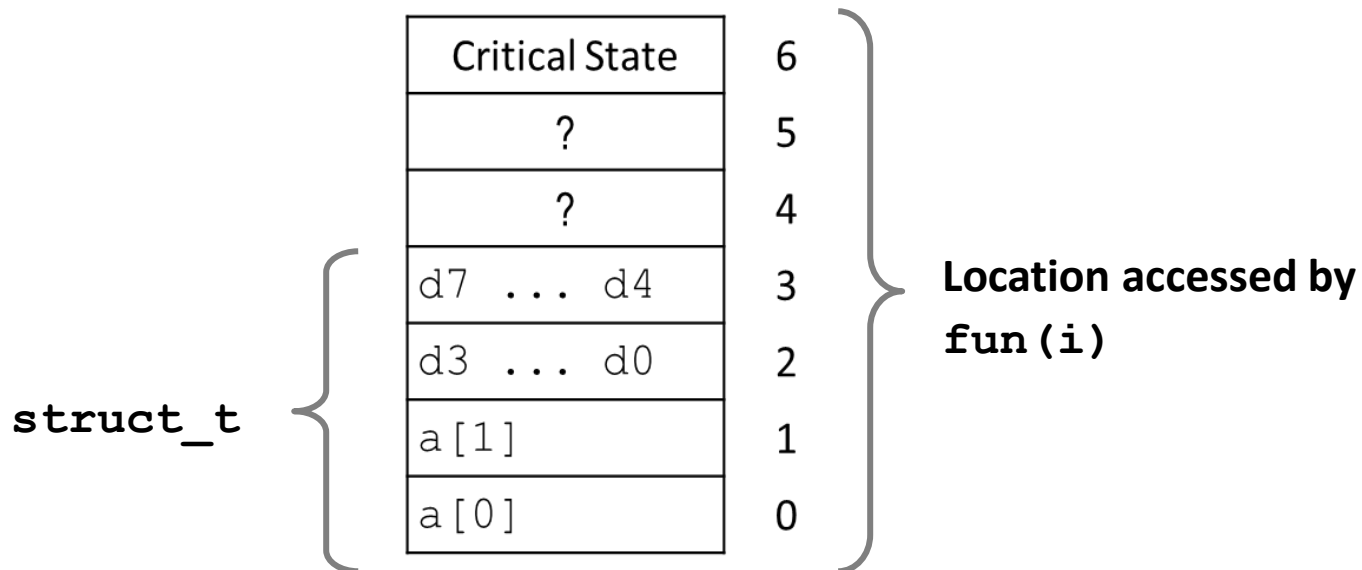 Critical State 6
? 5
? 4
d7 ... d4 3
d3 ... d0 2
a[1] 1
a[0] 0
struct_t
Location accessed by
fun(i)